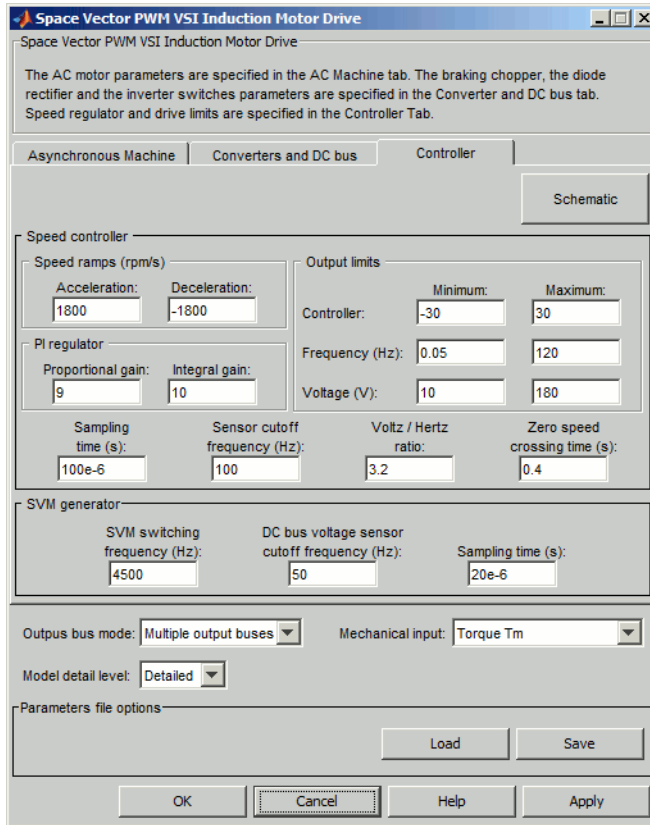 Space Vector PWM VSI Induction Motor Drive
Space Vector PWM VSI Induction Motor Drive
The AC motor parameters are specified in the AC Machine tab. The braking chopper, the diode
rectifier and the inverter switches parameters are specified in the Converter and DC bus tab.
Speed regulator and drive limits are specified in the Controller Tab.
Asynchronous Machine
Converters and DC bus
Controller
Schematic
Speed controller
Speed ramps (rpm/s)
Acceleration:
Deceleration:
1800
-1800
PI regulator
Proportional gain:
Integral gain:
9
10
Output limits
Minimum:
Maximum:
Controller:
-30
30
Frequency (Hz):
0.05
120
Voltage (V):
10
180
Sampling
time (s):
100e-6
Sensor cutoff
frequency (Hz):
100
Voltz / Hertz
ratio:
3.2
Zero speed
crossing time (s):
0.4
SVM generator
SVM switching
frequency (Hz):
4500
DC bus voltage sensor
cutoff frequency (Hz):
50
Sampling time (s):
20e-6
Outpus bus mode:
Multiple output buses
Mechanical input:
Torque Tm
Model detail level:
Detailed
Parameters file options
Load
Save
OK
Cancel
Help
Apply